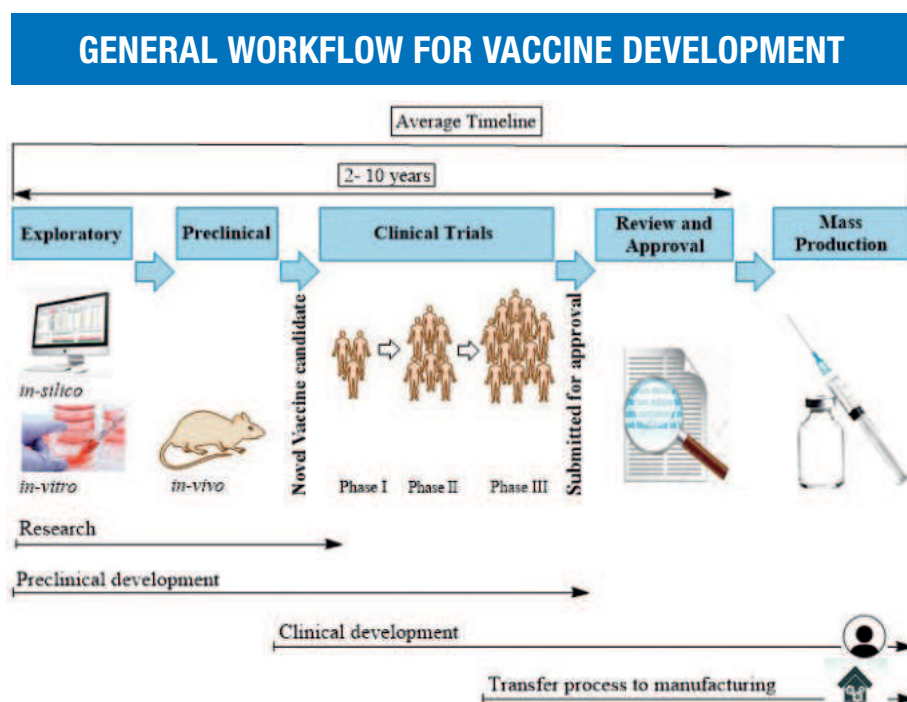 GENERAL WORKFLOW FOR VACCINE DEVELOPMENT
Average Timeline
2- 10 years
Exploratory
Preclinical
Clinical Trials
Review and
Approval
Mass
Production
in-silico
in-vitro
in-vivo
Novel Vaccine candidate
Phase I
Phase II
Phase III
Submitted for approval
Research
Preclinical development
Clinical development
Transfer process to manufacturing